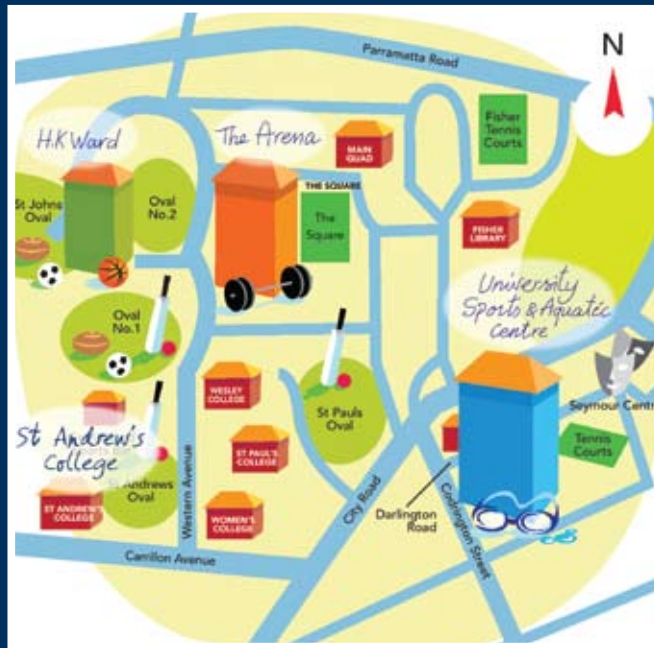 Parramatta Road
N
H.K Ward
The Arena
MAIN
QUAD
Fisher
Tennis
Courts
St Johns
Oval
Oval
No.2
THE SQUARE
The
Square
FISHER
LIBRARY
University
Sports & Aquatic
Centre
Oval
No.1
WESLEY
COLLEGE
St Pauls
Oval
Seymour Cent
St Andrew's
College
ST PAUL'S
COLLEGE
Tennis
Courts
ST ANDREW'S
COLLEGE
Andrews
Oval
Western Avenue
WOMEN'S
COLLEGE
City Road
Darlington
Road
Codrington Street
Carrillon Avenue